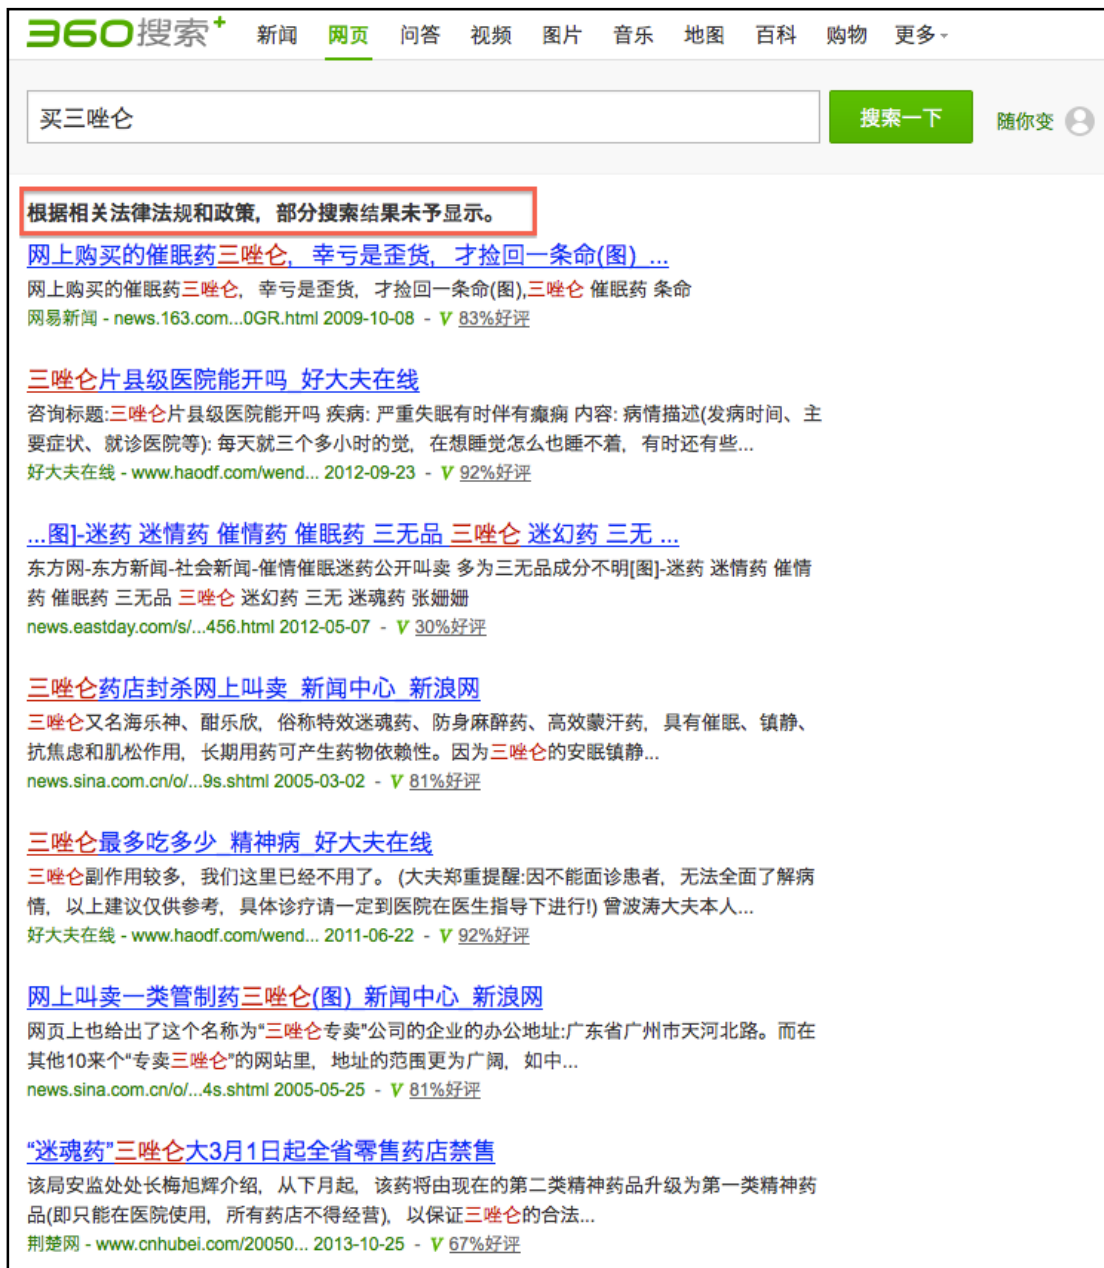 360搜索+ 新闻 网页 问答 视频 图片 音乐 地图 百科 购物 更多
买三唑仑 搜索一下 随你变
根据相关法律法规和政策，部分搜索结果未予显示。
网上购买的催眠药三唑仑，幸亏是歪货，才捡回一条命(图)_...
网上购买的催眠药三唑仑，幸亏是歪货，才捡回一条命(图),三唑仑 催眠药 条命
网易新闻 - news.163.com...0GR.html 2009-10-08 - V 83%好评
三唑仑片县级医院能开吗_好大夫在线
咨询标题:三唑仑片县级医院能开吗 疾病: 严重失眠有时伴有癫痫 内容: 病情描述(发病时间、主
要症状、就诊医院等): 每天就三个多小时的觉，在想睡觉怎么也睡不着，有时还有些...
好大夫在线 - www.haodf.com/wend... 2012-09-23 - V 92%好评
...图]-迷药 迷情药 催情药 催眠药 三无品 三唑仑 迷幻药 三无 ...
东方网-东方新闻-社会新闻-催情催眠迷药公开叫卖 多为三无品成分不明[图]-迷药 迷情药 催情
药 催眠药 三无品 三唑仑 迷幻药 三无 迷魂药 张姗姗
news.eastday.com/s/...456.html 2012-05-07 - V 30%好评
三唑仑药店封杀网上叫卖_新闻中心_新浪网
三唑仑又名海乐神、酣乐欣，俗称特效迷魂药、防身麻醉药、高效蒙汗药，具有催眠、镇静、
抗焦虑和肌松作用，长期用药可产生药物依赖性。因为三唑仑的安眠镇静...
news.sina.com.cn/o/...9s.shtml 2005-03-02 - V 81%好评
三唑仑最多吃多少_精神病_好大夫在线
三唑仑副作用较多，我们这里已经不用了。 (大夫郑重提醒:因不能面诊患者，无法全面了解病
情，以上建议仅供参考，具体诊疗请一定到医院在医生指导下进行!) 曾波涛大夫本人...
好大夫在线 - www.haodf.com/wend... 2011-06-22 - V 92%好评
网上叫卖一类管制药三唑仑(图)_新闻中心_新浪网
网页上也给出了这个名称为“三唑仑专卖”公司的企业的办公地址:广东省广州市天河北路。而在
其他10来个“专卖三唑仑”的网站里，地址的范围更为广阔，如中...
news.sina.com.cn/o/...4s.shtml 2005-05-25 - V 81%好评
“迷魂药”三唑仑大3月1日起全省零售药店禁售
该局安监处处长梅旭辉介绍，从下月起，该药将由现在的第二类精神药品升级为第一类精神药
品(即只能在医院使用，所有药店不得经营)，以保证三唑仑的合法...
荆楚网 - www.cnhubei.com/20050... 2013-10-25 - V 67%好评